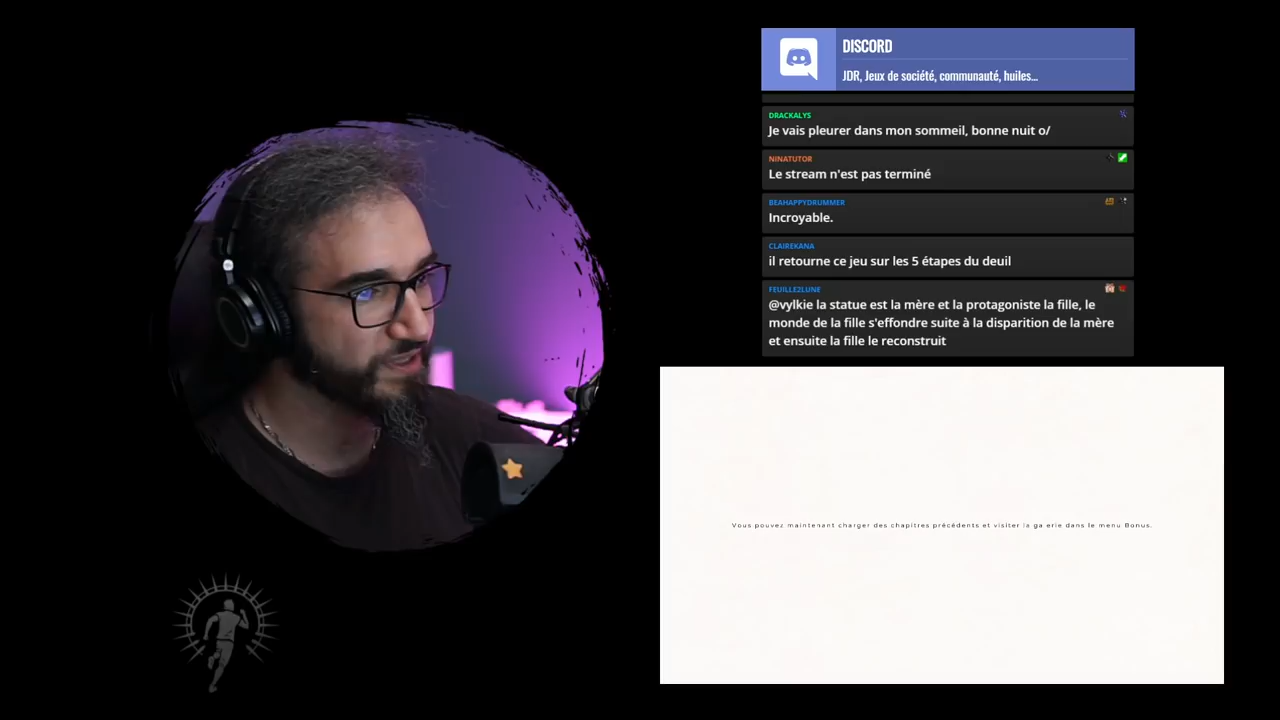 DISCORD
JDR, Jeux de société, communauté, huiles...
DRACKALYS
Je vais pleurer dans mon sommeil, bonne nuit o/
NINATUTOR
Le stream n'est pas terminé
BEAHAPPYDRUMMER
Incroyable.
CLAIREKANA
il retourne ce jeu sur les 5 étapes du deuil
FEUILLE2LUNE
@vylkie la statue est la mère et la protagoniste la fille, le
monde de la fille s'effondre suite à la disparition de la mère
et ensuite la fille le reconstruit
Vous pouvez maintenant charger des chapitres précédents et visiter la ga erie dans le menu Bonus.